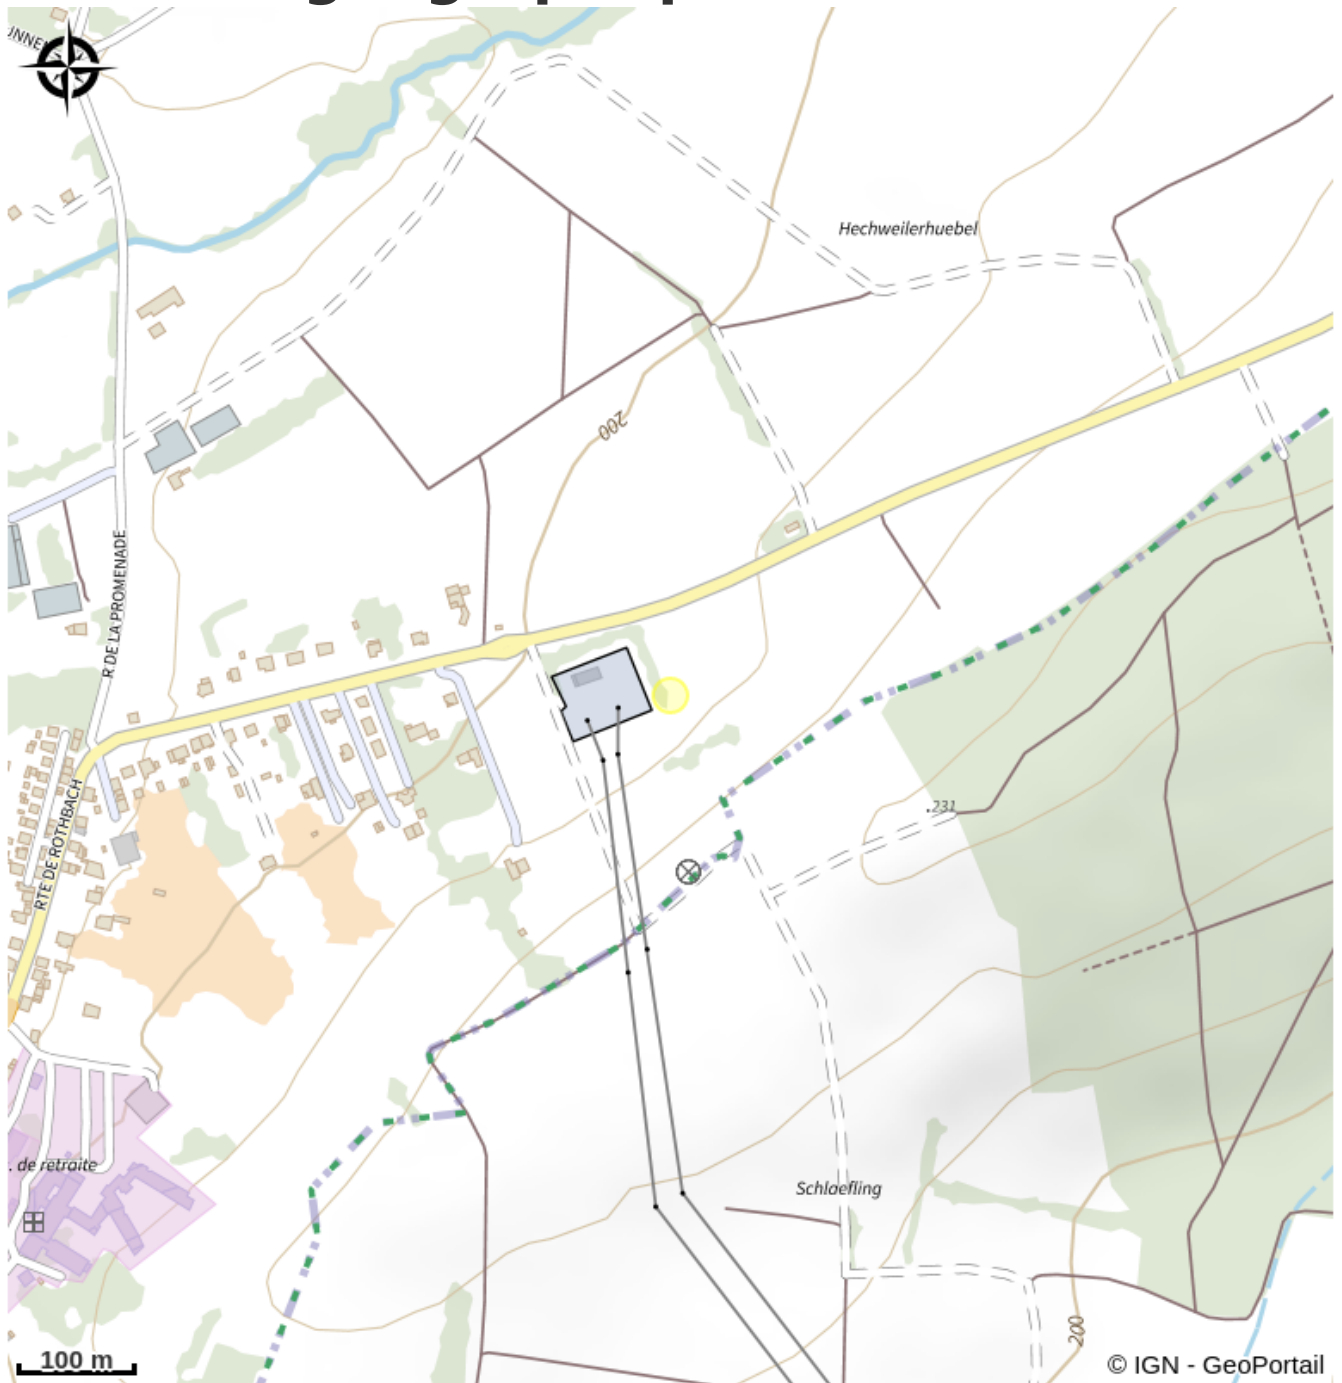 Hechweilerhuebel
200
R DE LA PROMENADE
RTE DE ROTHBACH
.231
. de retraite
Schlaefling
200
100 m
© IGN - GeoPortail